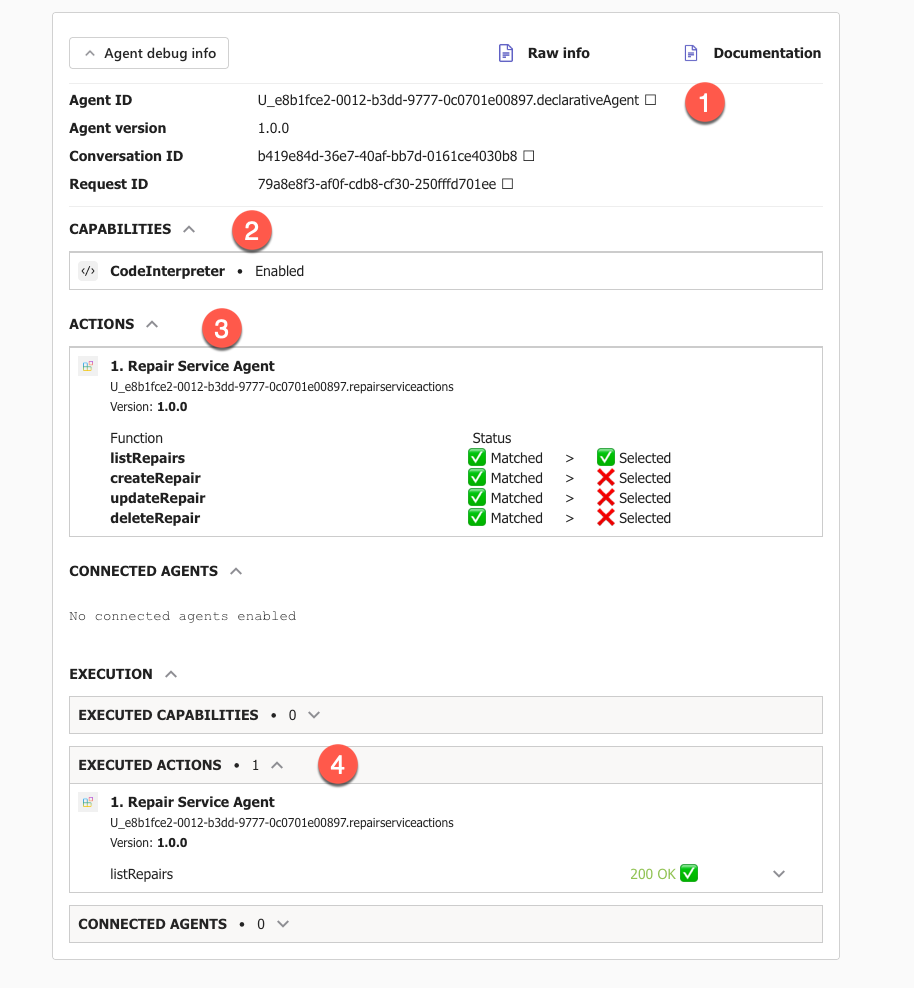 Agent debug info Raw info Documentation
Agent ID U_e8b1fce2-0012-b3dd-9777-0c0701e00897.declarativeAgent ☐ 1
Agent version 1.0.0
Conversation ID b419e84d-36e7-40af-bb7d-0161ce4030b8 ☐
Request ID 79a8e8f3-af0f-cdb8-cf30-250fffd701ee ☐
CAPABILITIES 2
</> CodeInterpreter • Enabled
ACTIONS 3
1. Repair Service Agent
U_e8b1fce2-0012-b3dd-9777-0c0701e00897.repairserviceactions
Version: 1.0.0
Function Status
listRepairs ✅ Matched > ✅ Selected
createRepair ✅ Matched > ❌ Selected
updateRepair ✅ Matched > ❌ Selected
deleteRepair ✅ Matched > ❌ Selected
CONNECTED AGENTS
No connected agents enabled
EXECUTION
EXECUTED CAPABILITIES • 0
EXECUTED ACTIONS • 1 4
1. Repair Service Agent
U_e8b1fce2-0012-b3dd-9777-0c0701e00897.repairserviceactions
Version: 1.0.0
listRepairs 200 OK ✅
CONNECTED AGENTS • 0